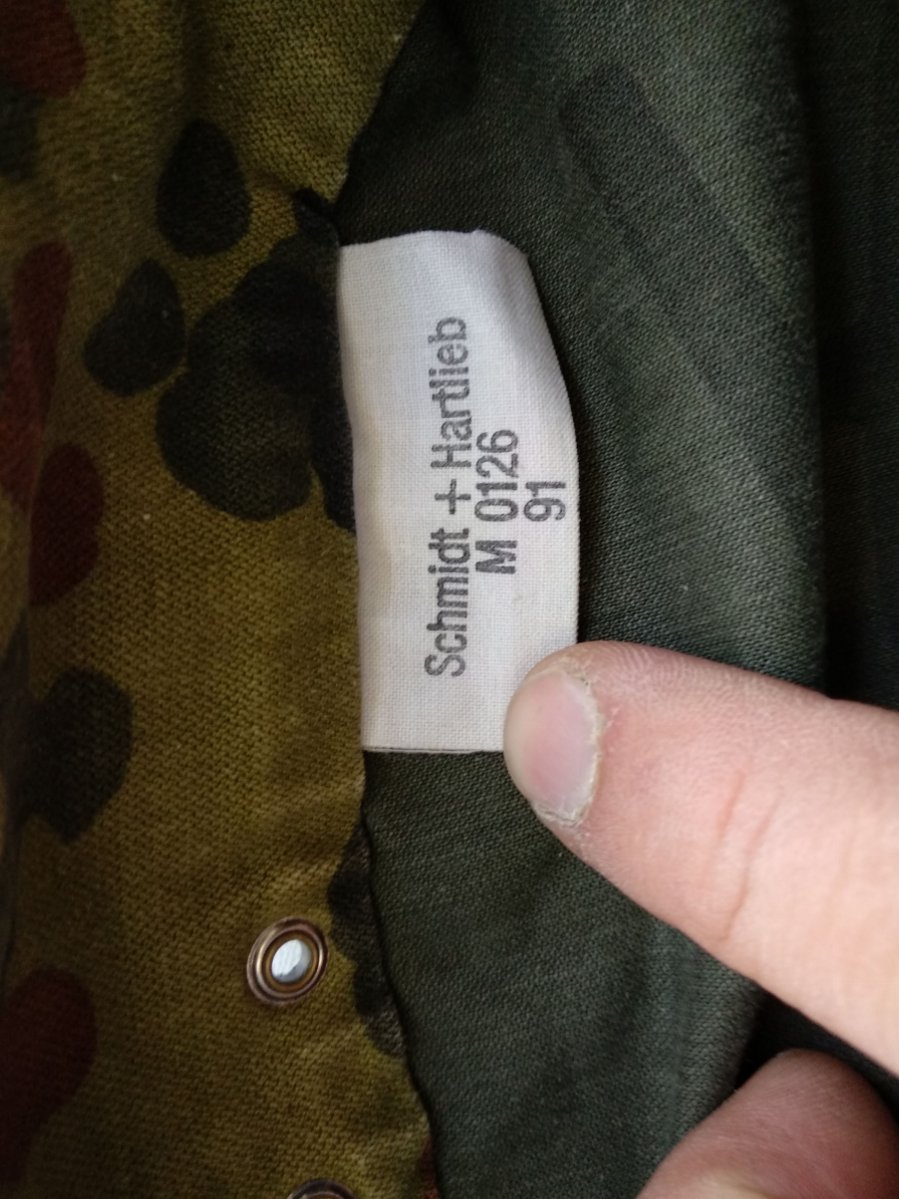 Schmidt + Hartlieb
M 0126
91